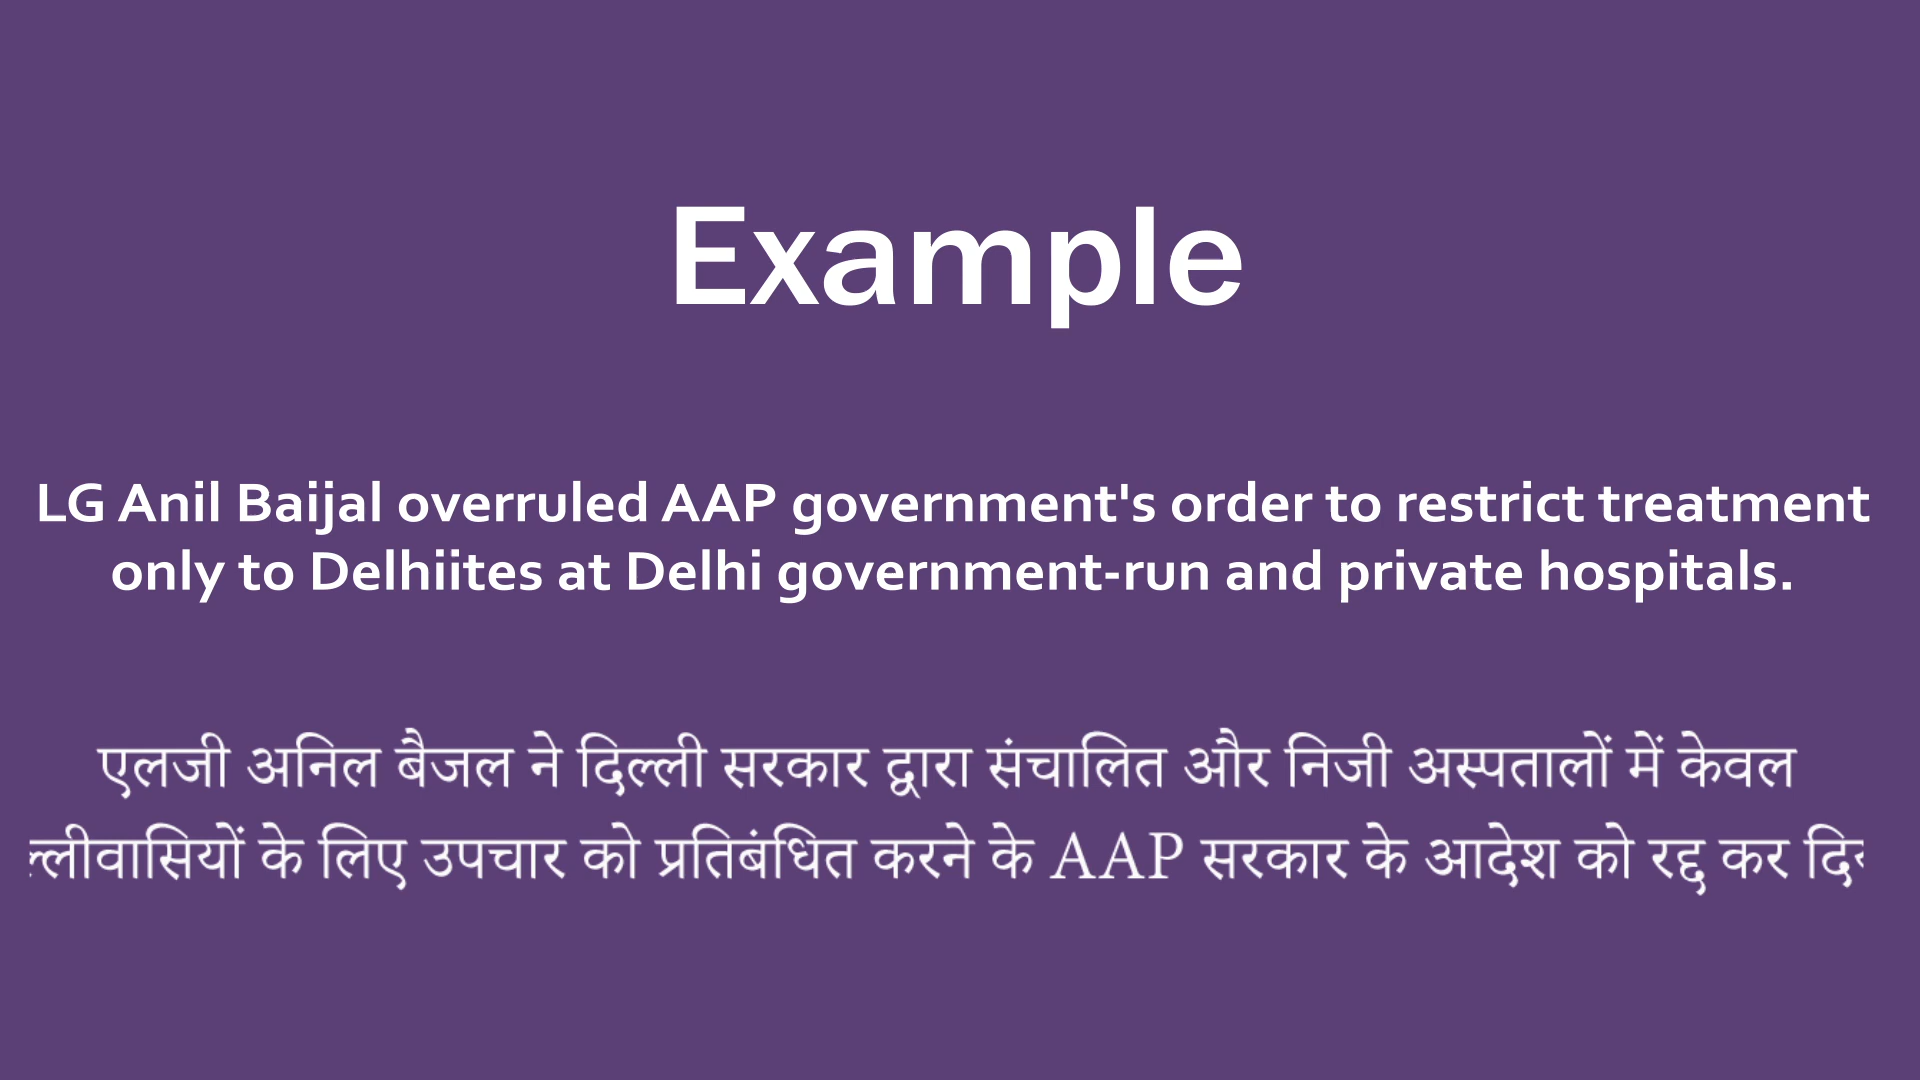 Example
LG Anil Baijjal overruled AAP government's order to restrict treatment
only to Delhiites at Delhi government-run and private hospitals.
एलजी अनिल बैजल ने दिल्ली सरकार द्वारा संचालित और निजी अस्पतालों में केवल
के लिए उपचार को प्रतिबंधित करने के AAP सरकार के आदेश को रद्द कर